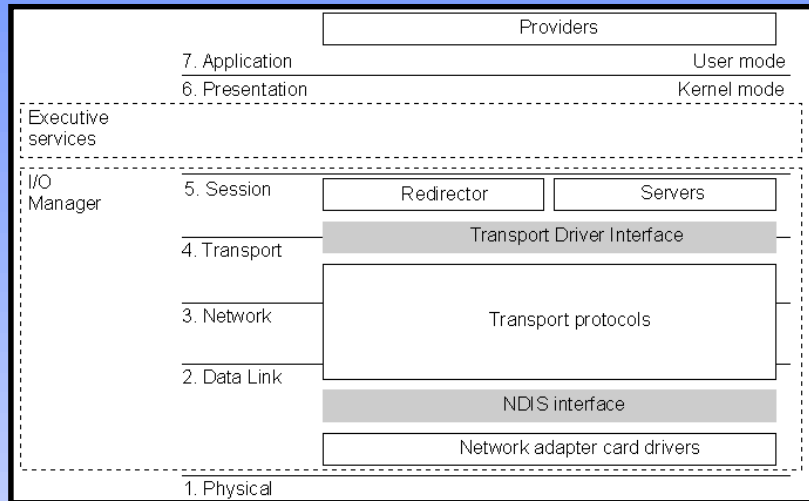 Providers
7. Application
User mode
6. Presentation
Kernel mode
Executive
services
I/O
Manager
5. Session
Redirector
Servers
Transport Driver Interface
4. Transport
3. Network
Transport protocols
2. Data Link
NDIS interface
Network adapter card drivers
1. Physical